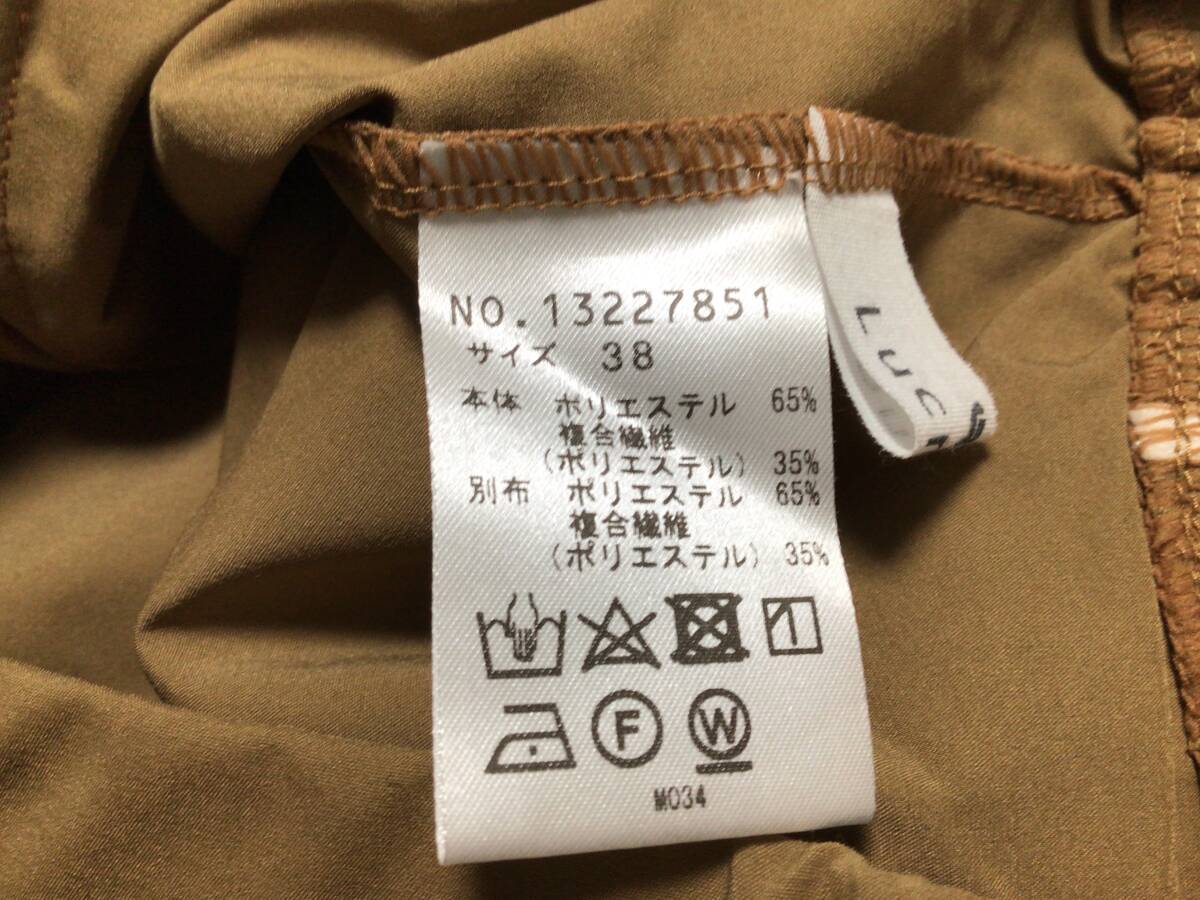 NO.13227851
サイズ 38
本体 ポリエステル 65%
複合繊維
(ポリエステル) 35%
別布 ポリエステル 65%
複合繊維
(ポリエステル) 35%
F
W
M034